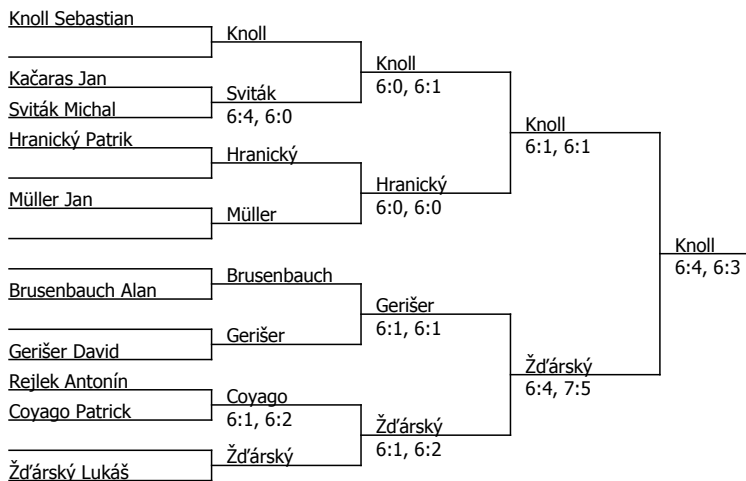 Knoll Sebastian
Knoll
Knoll
6:0, 6:1
Kačaras Jan
Sviták
6:4, 6:0
Sviták Michal
Knoll
6:1, 6:1
Hranický Patrik
Hranický
Hranický
6:0, 6:0
Müller Jan
Müller
Knoll
6:4, 6:3
Brusenbauch
Brusenbauch Alan
Gerišer
6:1, 6:1
Gerišer
Gerišer David
Žďárský
6:4, 7:5
Rejlek Antonín
Coyago
6:1, 6:2
Coyago Patrick
Žďárský
6:1, 6:2
Žďárský
Žďárský Lukáš